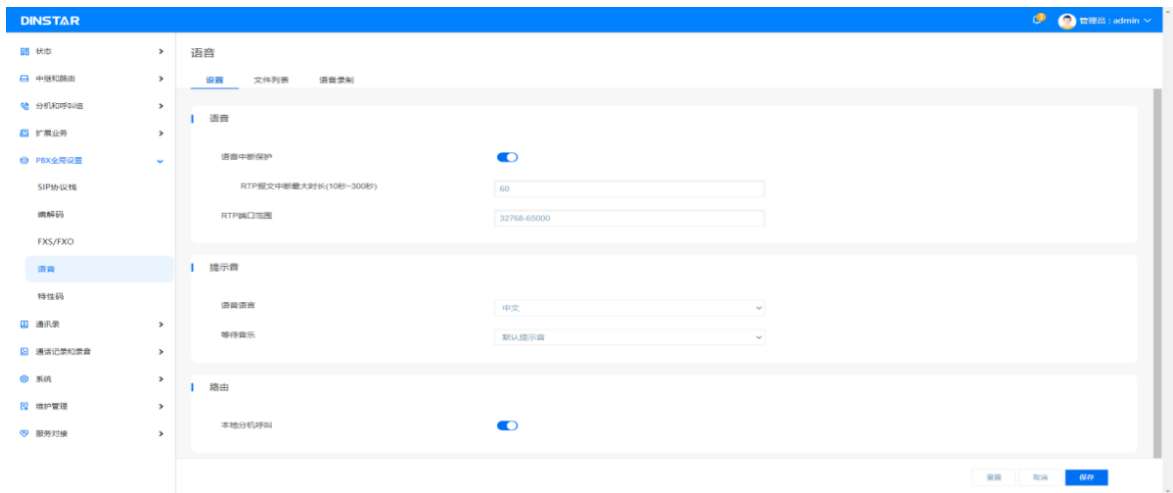 DINSTAR
管理员 : admin
状态
中继和路由
分机和呼叫组
扩展业务
PBX全局设置
SIP协议栈
编解码
FXS/FXO
语音
特性码
通讯录
通话记录和录音
系统
维护管理
服务对接
语音
设置 文件列表 语音录制
语音
语音中断保护
RTP报文中断最大时长(10秒~300秒) 60
RTP端口范围 32768-65000
提示音
语音语言 中文
等待音乐 默认提示音
路由
本地分机呼叫
重置 取消 保存